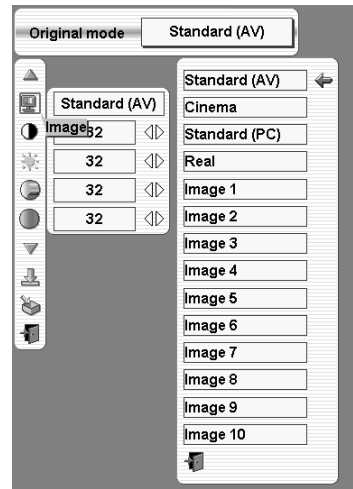 Original mode
Standard (AV)
Standard (AV)
Image
32
32
32
32
Standard (AV)
Cinema
Standard (PC)
Real
Image 1
Image 2
Image 3
Image 4
Image 5
Image 6
Image 7
Image 8
Image 9
Image 10